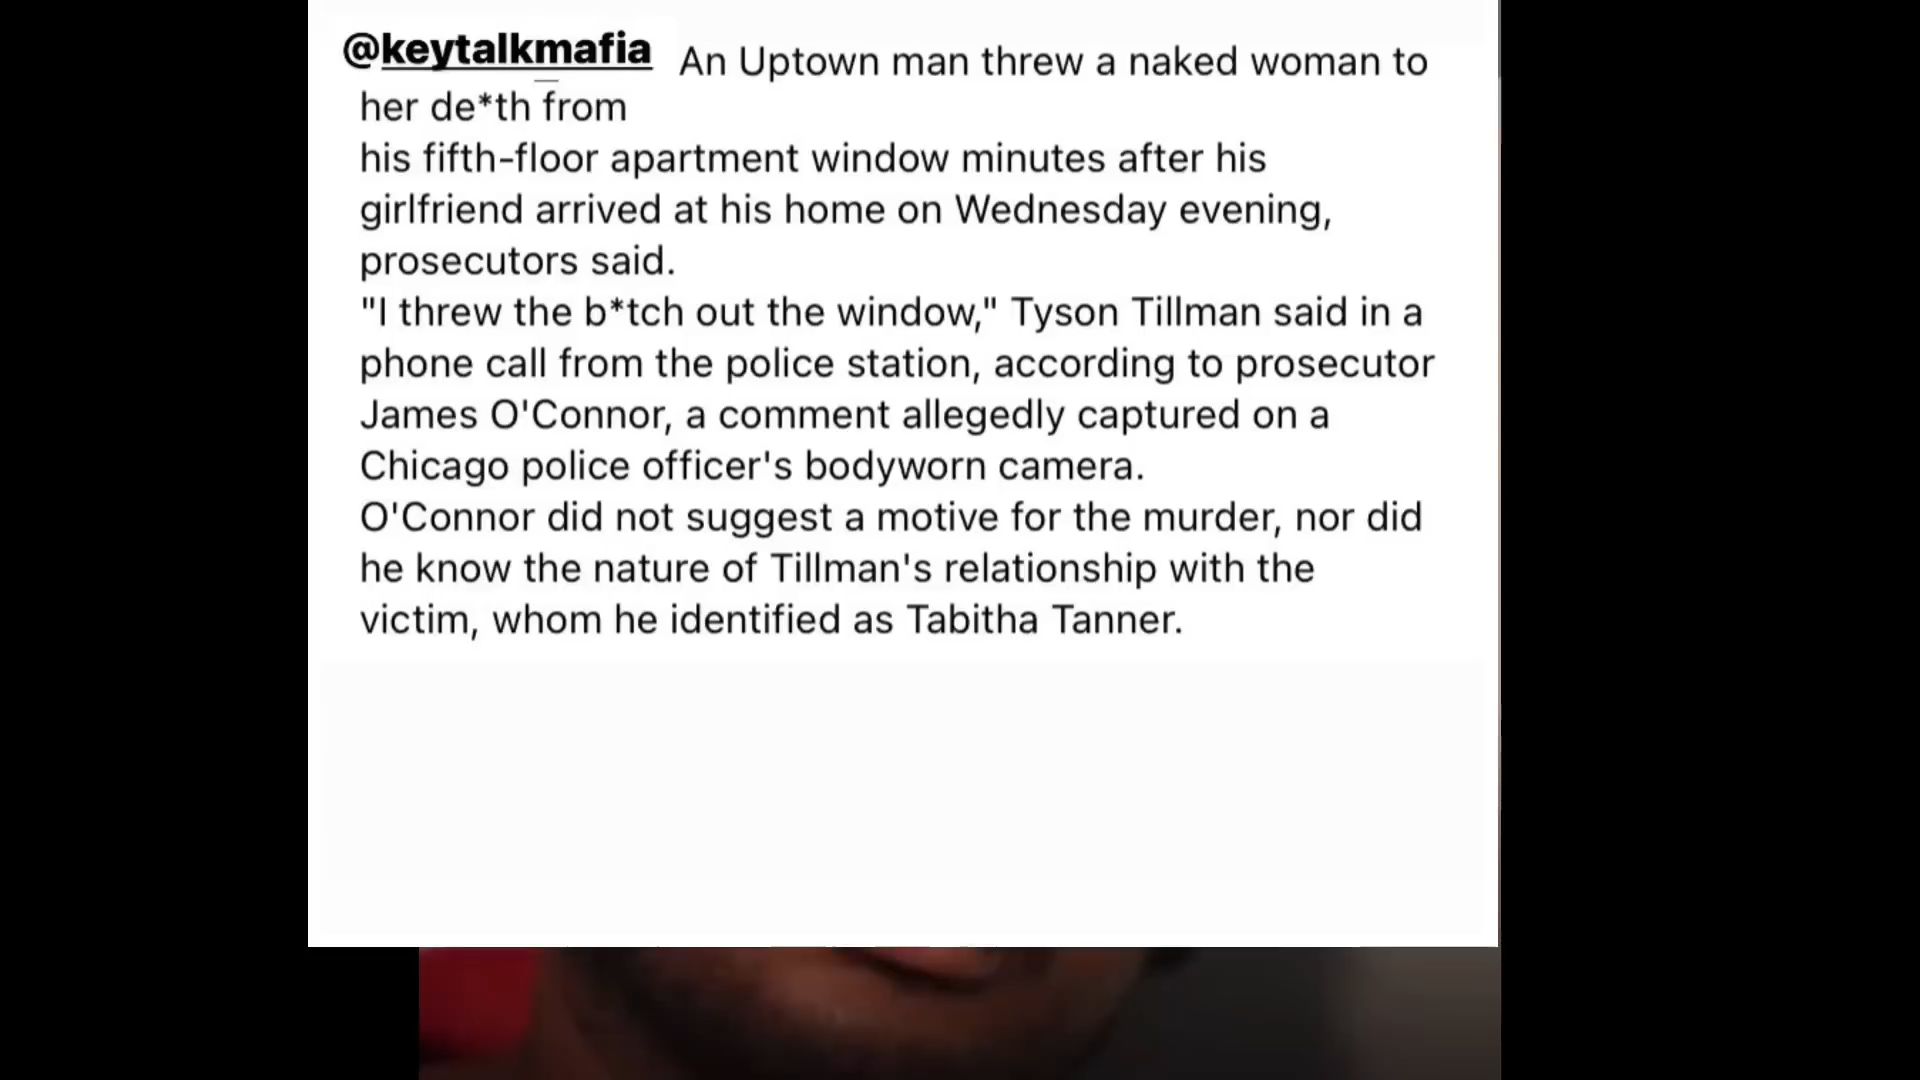 @keytalkmafia An Uptown man threw a naked woman to
her de*th from
his fifth-floor apartment window minutes after his
girlfriend arrived at his home on Wednesday evening,
prosecutors said.
"I threw the b*tch out the window," Tyson Tillman said in a
phone call from the police station, according to prosecutor
James O'Connor, a comment allegedly captured on a
Chicago police officer's bodyworn camera.
O'Connor did not suggest a motive for the murder, nor did
he know the nature of Tillman's relationship with the
victim, whom he identified as Tabitha Tanner.